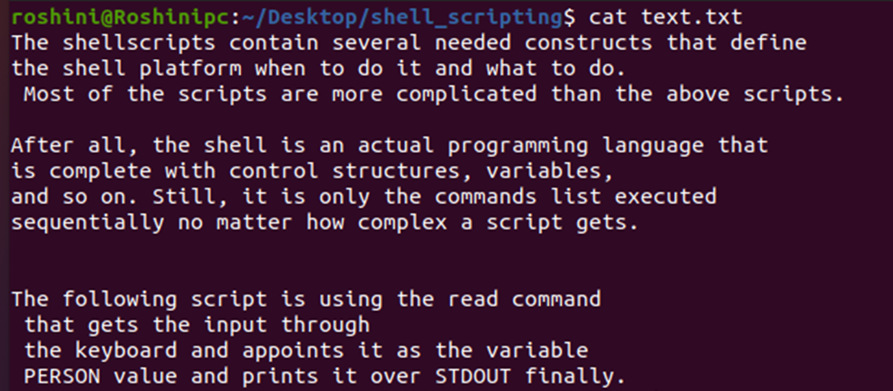 roshini@Roshinipc:~/Desktop/shell_scripting$ cat text.txt
The shellscripts contain several needed constructs that define
the shell platform when to do it and what to do.
 Most of the scripts are more complicated than the above scripts.

After all, the shell is an actual programming language that
is complete with control structures, variables,
and so on. Still, it is only the commands list executed
sequentially no matter how complex a script gets.


The following script is using the read command
 that gets the input through
 the keyboard and appoints it as the variable
 PERSON value and prints it over STDOUT finally.